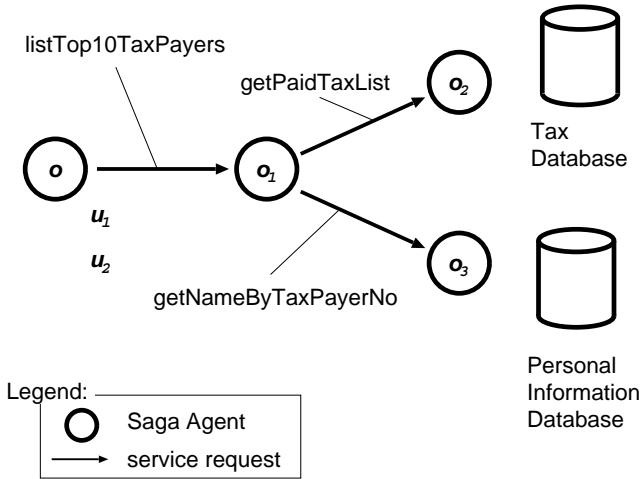 listTop10TaxPayers
getPaidTaxList
o₂
Tax
Database
o
o₁
u₁
u₂
o₃
getNameByTaxPayerNo
Personal
Information
Database
Legend:
Saga Agent
service request